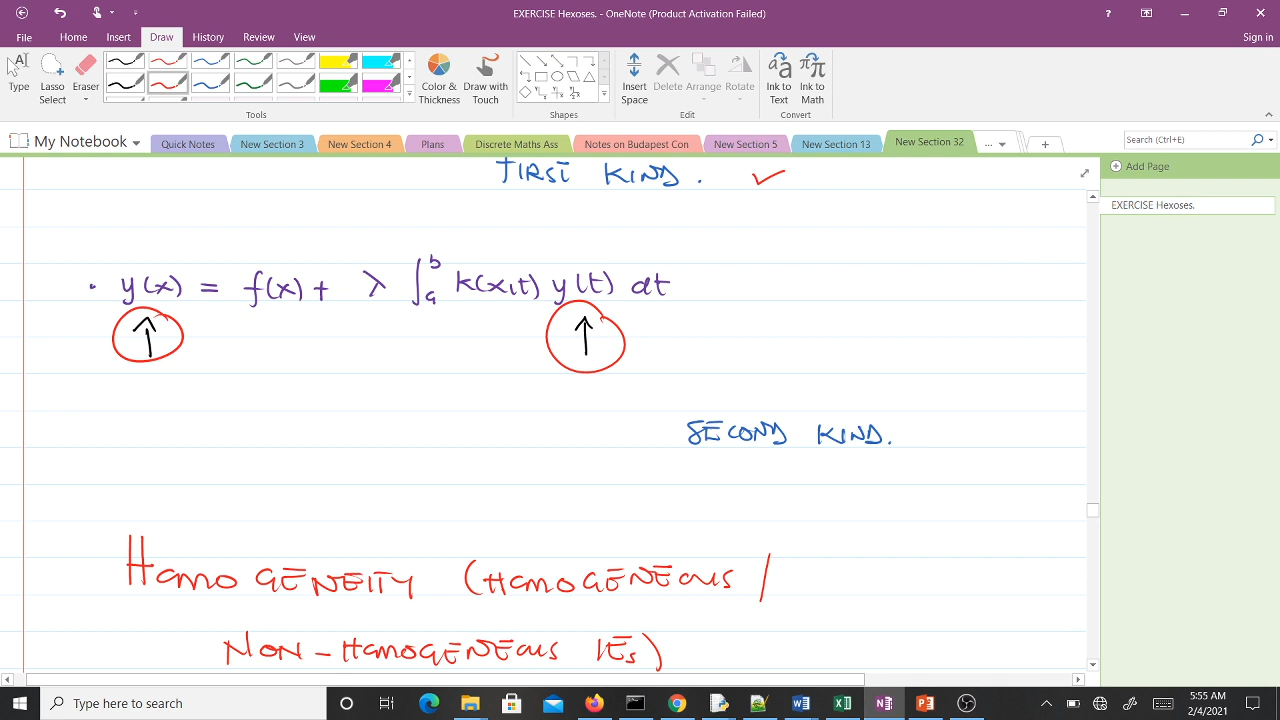 EXERCISE Hexoses. - OneNote (Product Activation Failed)
?
File Home Insert Draw History Review View
Sign in
Type Lasso Select Eraser Color & Thickness Draw with Touch Insert Space Delete Arrange Rotate Ink to Text Ink to Math
Tools Shapes Edit Convert
My Notebook Quick Notes New Section 3 New Section 4 Plans Discrete Maths Ass Notes on Budapest Con New Section 5 New Section 13 New Section 32 ... + Search (Ctrl+E)
Add Page
EXERCISE Hexoses.
FIRST KIND. ✓
. y(x) = f(x) + λ ∫_a^b k(x,t) y(t) dt
SECOND KIND.
HomoGENEITY (HomoGENEous /
NON-HomoGENEous IEs)
Type here to search
5:55 AM
2/4/2021